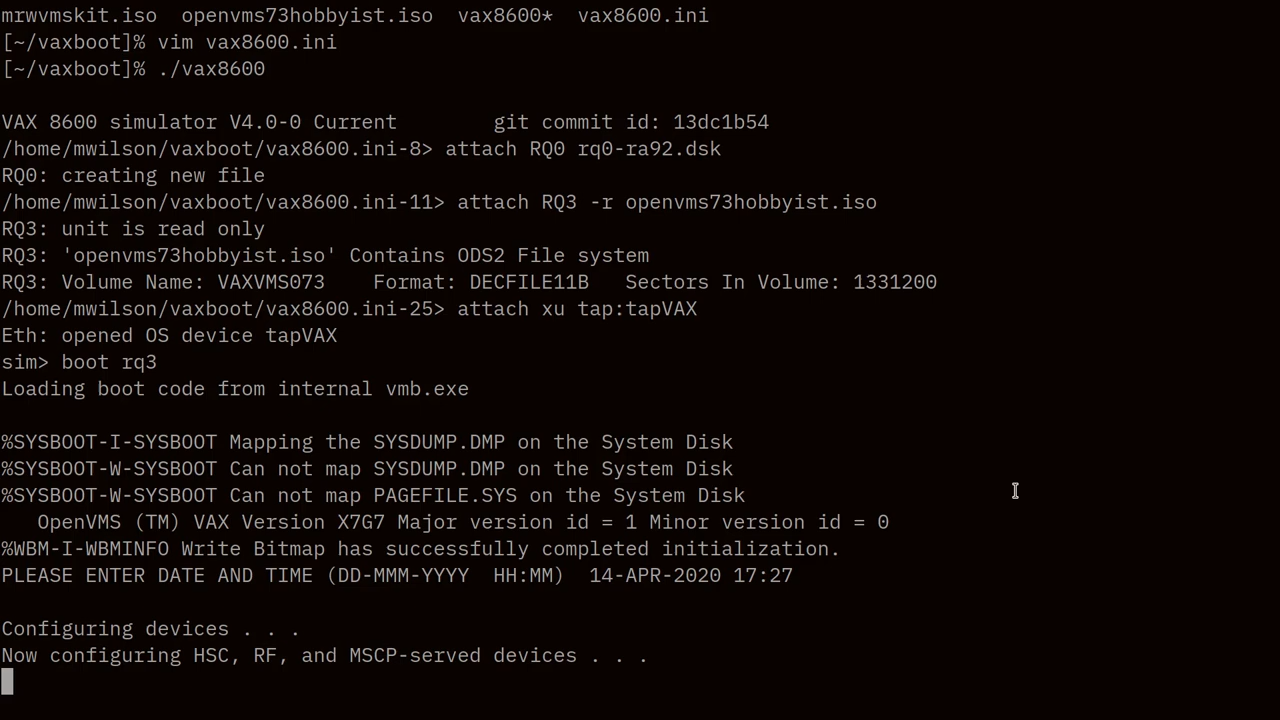 mrwvmskit.iso  openvms73hobbyist.iso  vax8600*  vax8600.ini
[~/vaxboot]% vim vax8600.ini
[~/vaxboot]% ./vax8600
VAX 8600 simulator V4.0-0 Current        git commit id: 13dc1b54
/home/mwilson/vaxboot/vax8600.ini-8> attach RQ0 rq0-ra92.dsk
RQ0: creating new file
/home/mwilson/vaxboot/vax8600.ini-11> attach RQ3 -r openvms73hobbyist.iso
RQ3: unit is read only
RQ3: 'openvms73hobbyist.iso' Contains ODS2 File system
RQ3: Volume Name: VAXVMS073    Format: DECFILE11B   Sectors In Volume: 1331200
/home/mwilson/vaxboot/vax8600.ini-25> attach xu tap:tapVAX
Eth: opened OS device tapVAX
sim> boot rq3
Loading boot code from internal vmb.exe
%SYSBOOT-I-SYSBOOT Mapping the SYSDUMP.DMP on the System Disk
%SYSBOOT-W-SYSBOOT Can not map SYSDUMP.DMP on the System Disk
%SYSBOOT-W-SYSBOOT Can not map PAGEFILE.SYS on the System Disk
   OpenVMS (TM) VAX Version X7G7 Major version id = 1 Minor version id = 0
%WBM-I-WBMINFO Write Bitmap has successfully completed initialization.
PLEASE ENTER DATE AND TIME (DD-MMM-YYYY  HH:MM)  14-APR-2020 17:27
Configuring devices . . .
Now configuring HSC, RF, and MSCP-served devices . . .